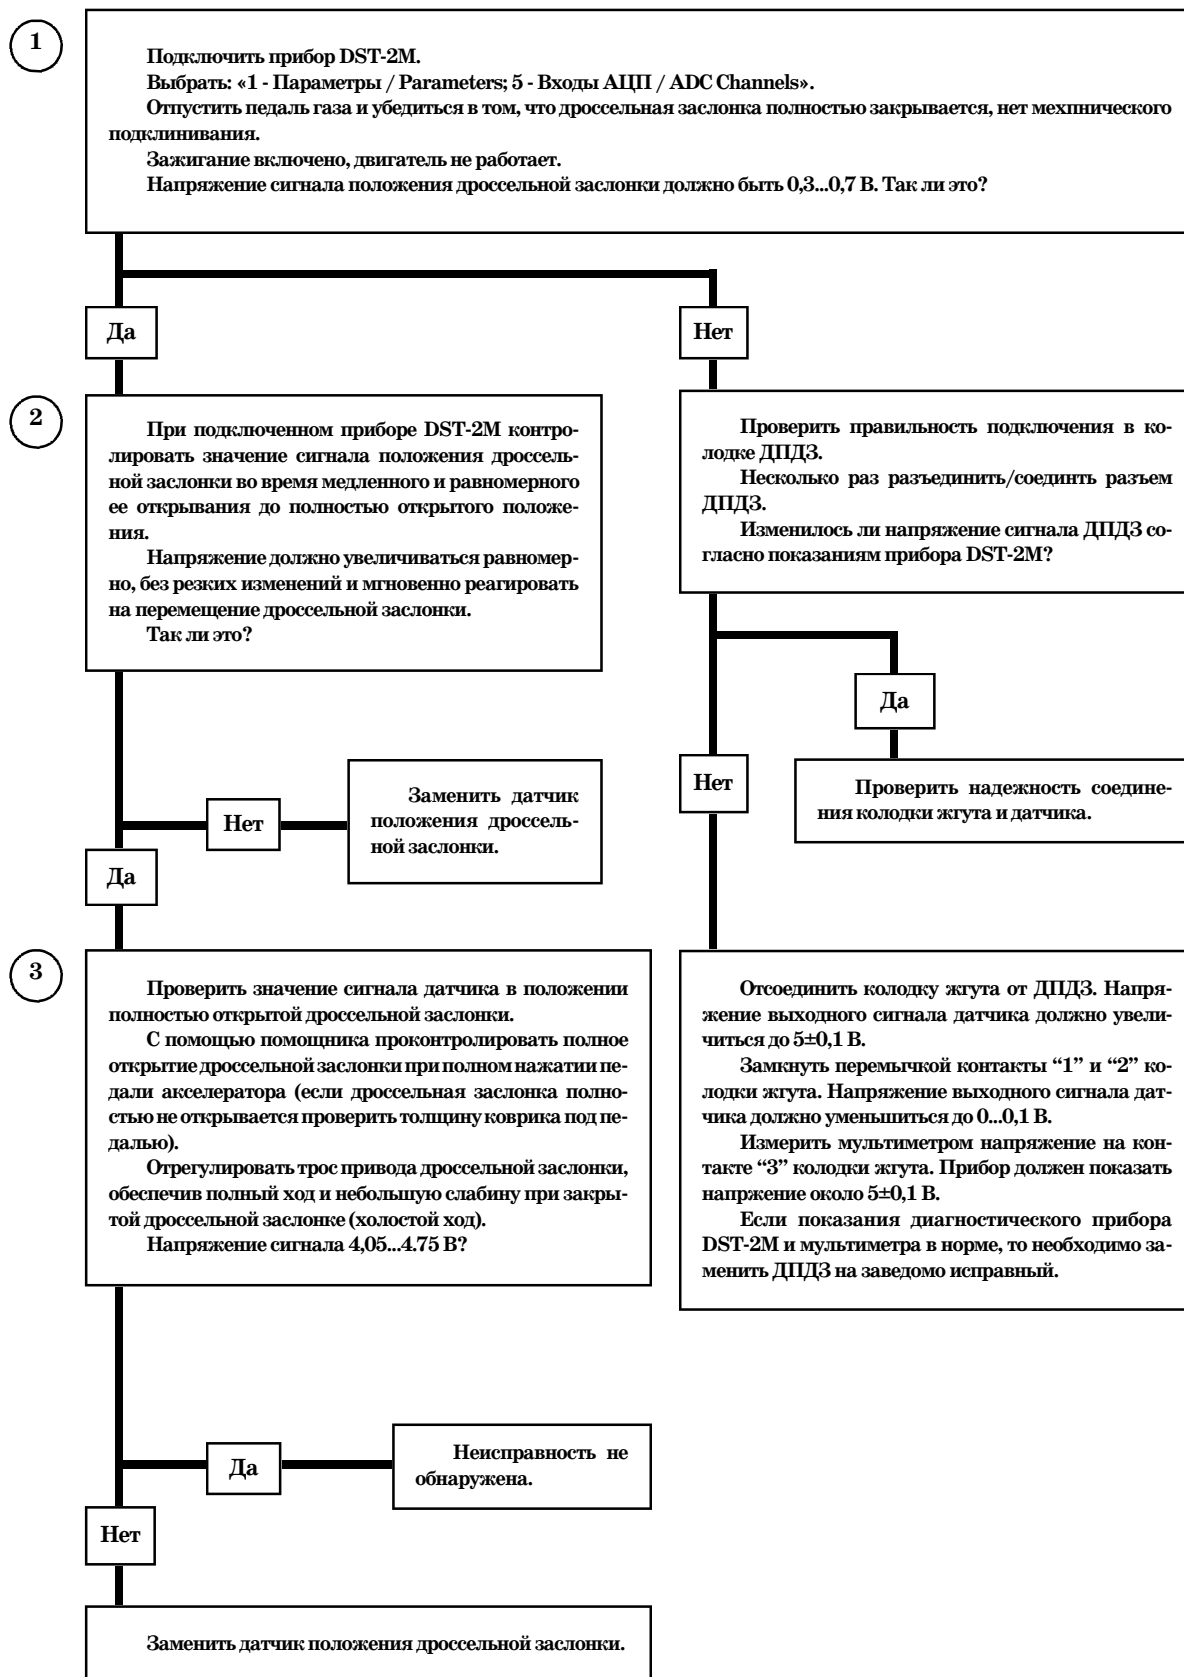 1
Подключить прибор DST-2M.
Выбрать: «1 - Параметры / Parameters; 5 - Входы АЦП / ADC Channels».
Отпустить педаль газа и убедиться в том, что дроссельная заслонка полностью закрывается, нет мехпнического
подклинивания.
Зажигание включено, двигатель не работает.
Напряжение сигнала положения дроссельной заслонки должно быть 0,3...0,7 В. Так ли это?
Да
Нет
2
При подключенном приборе DST-2M контро-
лировать значение сигнала положения дроссель-
ной заслонки во время медленного и равномерного
ее открывания до полностью открытого положе-
ния.
Напряжение должно увеличиваться равномер-
но, без резких изменений и мгновенно реагировать
на перемещение дроссельной заслонки.
Так ли это?
Проверить правильность подключения в ко-
лодке ДПДЗ.
Несколько раз разъединить/соединть разъем
ДПДЗ.
Изменилось ли напряжение сигнала ДПДЗ со-
гласно показаниям прибора DST-2M?
Да
Нет
Проверить надежность соедине-
ния колодки жгута и датчика.
Нет
Заменить датчик
положения дроссель-
ной заслонки.
Да
3
Проверить значение сигнала датчика в положении
полностью открытой дроссельной заслонки.
С помощью помощника проконтролировать полное
открытие дроссельной заслонки при полном нажатии пе-
дали акселератора (если дроссельная заслонка полно-
стью не открывается проверить толщину коврика под пе-
далью).
Отрегулировать трос привода дроссельной заслонки,
обеспечив полный ход и небольшую слабину при закры-
той дроссельной заслонке (холостой ход).
Напряжение сигнала 4,05...4.75 В?
Отсоединить колодку жгута от ДПДЗ. Напря-
жение выходного сигнала датчика должно увели-
читься до 5±0,1 В.
Замкнуть перемычкой контакты “1” и “2” ко-
лодки жгута. Напряжение выходного сигнала дат-
чика должно уменьшиться до 0...0,1 В.
Измерить мультиметром напряжение на кон-
такте “3” колодки жгута. Прибор должен показать
напржение около 5±0,1 В.
Если показания диагностического прибора
DST-2M и мультиметра в норме, то необходимо за-
менить ДПДЗ на заведомо исправный.
Да
Неисправность не
обнаружена.
Нет
Заменить датчик положения дроссельной заслонки.